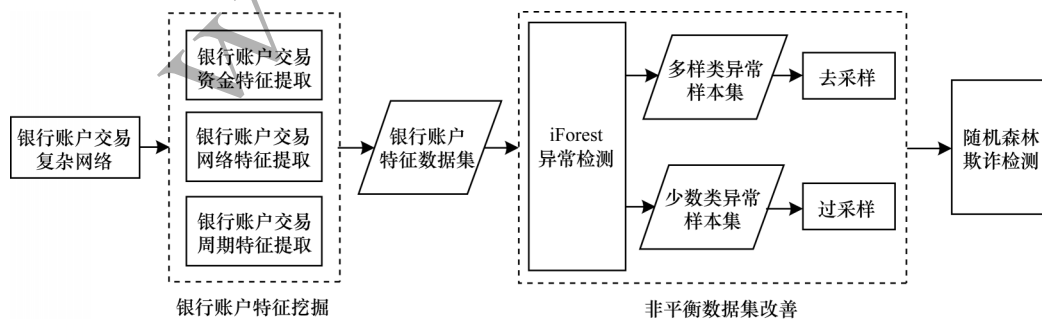 银行账户交易
复杂网络
银行账户交易
资金特征提取
银行账户交易
网络特征提取
银行账户交易
周期特征提取
银行账户特征挖掘
银行账户
特征数据集
iForest
异常检测
多样类异常
样本集
去采样
少数类异常
样本集
过采样
非平衡数据集改善
随机森林
欺诈检测